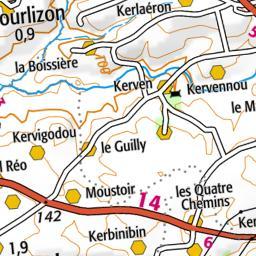 ourlizon
0,9
Kerlaéron
la Boissière
Kerven
Kervennou
le M
Kervigodou
le Guilly
l Réo
Moustoir
14
les Quatre
Chemins
142
Ker
Kerbinibin
6
1,9